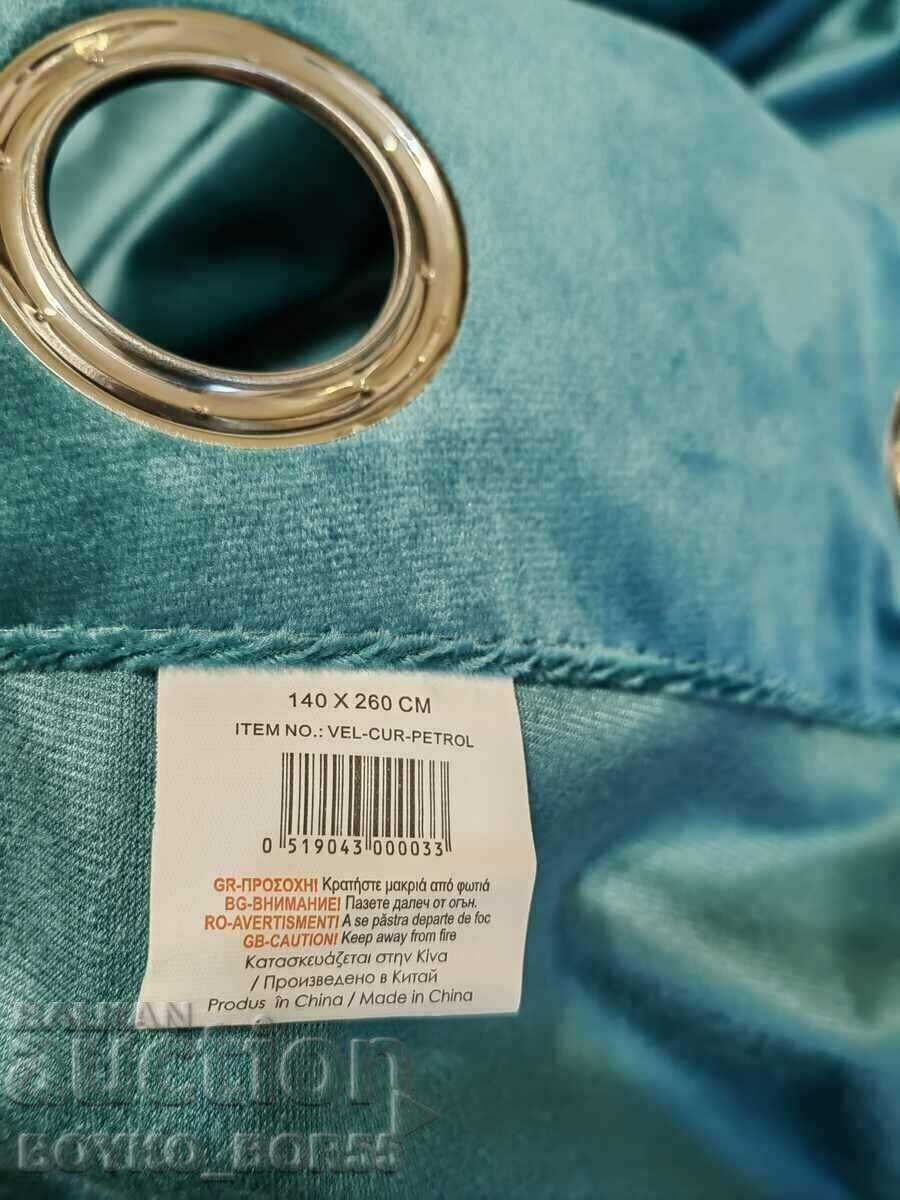 140 X 260 CM
ITEM NO.: VEL-CUR-PETROL
0 519043 000033
GR-ΠΡΟΣΟΧΗ! Κρατήστε μακριά από φωτιά
BG-ВНИМАНИЕ! Пазете далеч от огън.
RO-AVERTISMENT! A se păstra departe de foc
GB-CAUTION! Keep away from fire
Κατασκευάζεται στην Κίνα
/ Произведено в Китай
Produs în China / Made in China
BALKAN
auction
BOYKO_BOR55